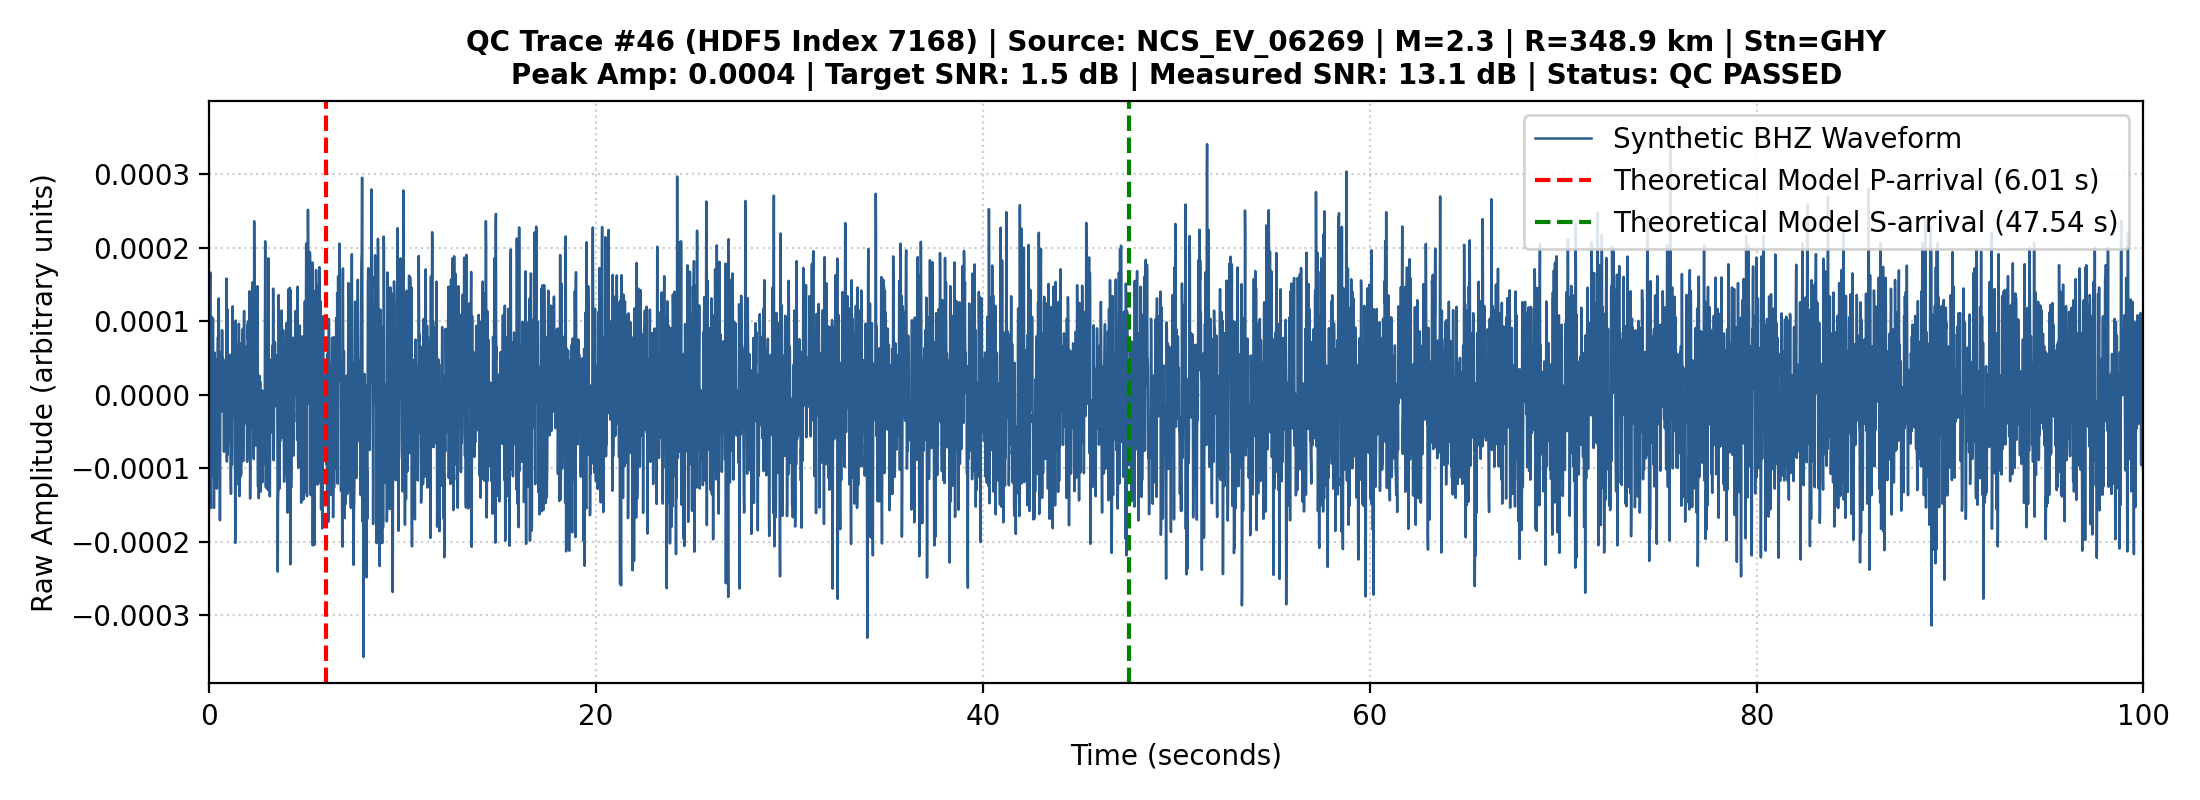 QC Trace #46 (HDF5 Index 7168) | Source: NCS_EV_06269 | M=2.3 | R=348.9 km | Stn=GHY
Peak Amp: 0.0004 | Target SNR: 1.5 dB | Measured SNR: 13.1 dB | Status: QC PASSED
Synthetic BHZ Waveform
Theoretical Model P-arrival (6.01 s)
Theoretical Model S-arrival (47.54 s)
Raw Amplitude (arbitrary units)
0.0003
0.0002
0.0001
0.0000
−0.0001
−0.0002
−0.0003
0 20 40 60 80 100
Time (seconds)